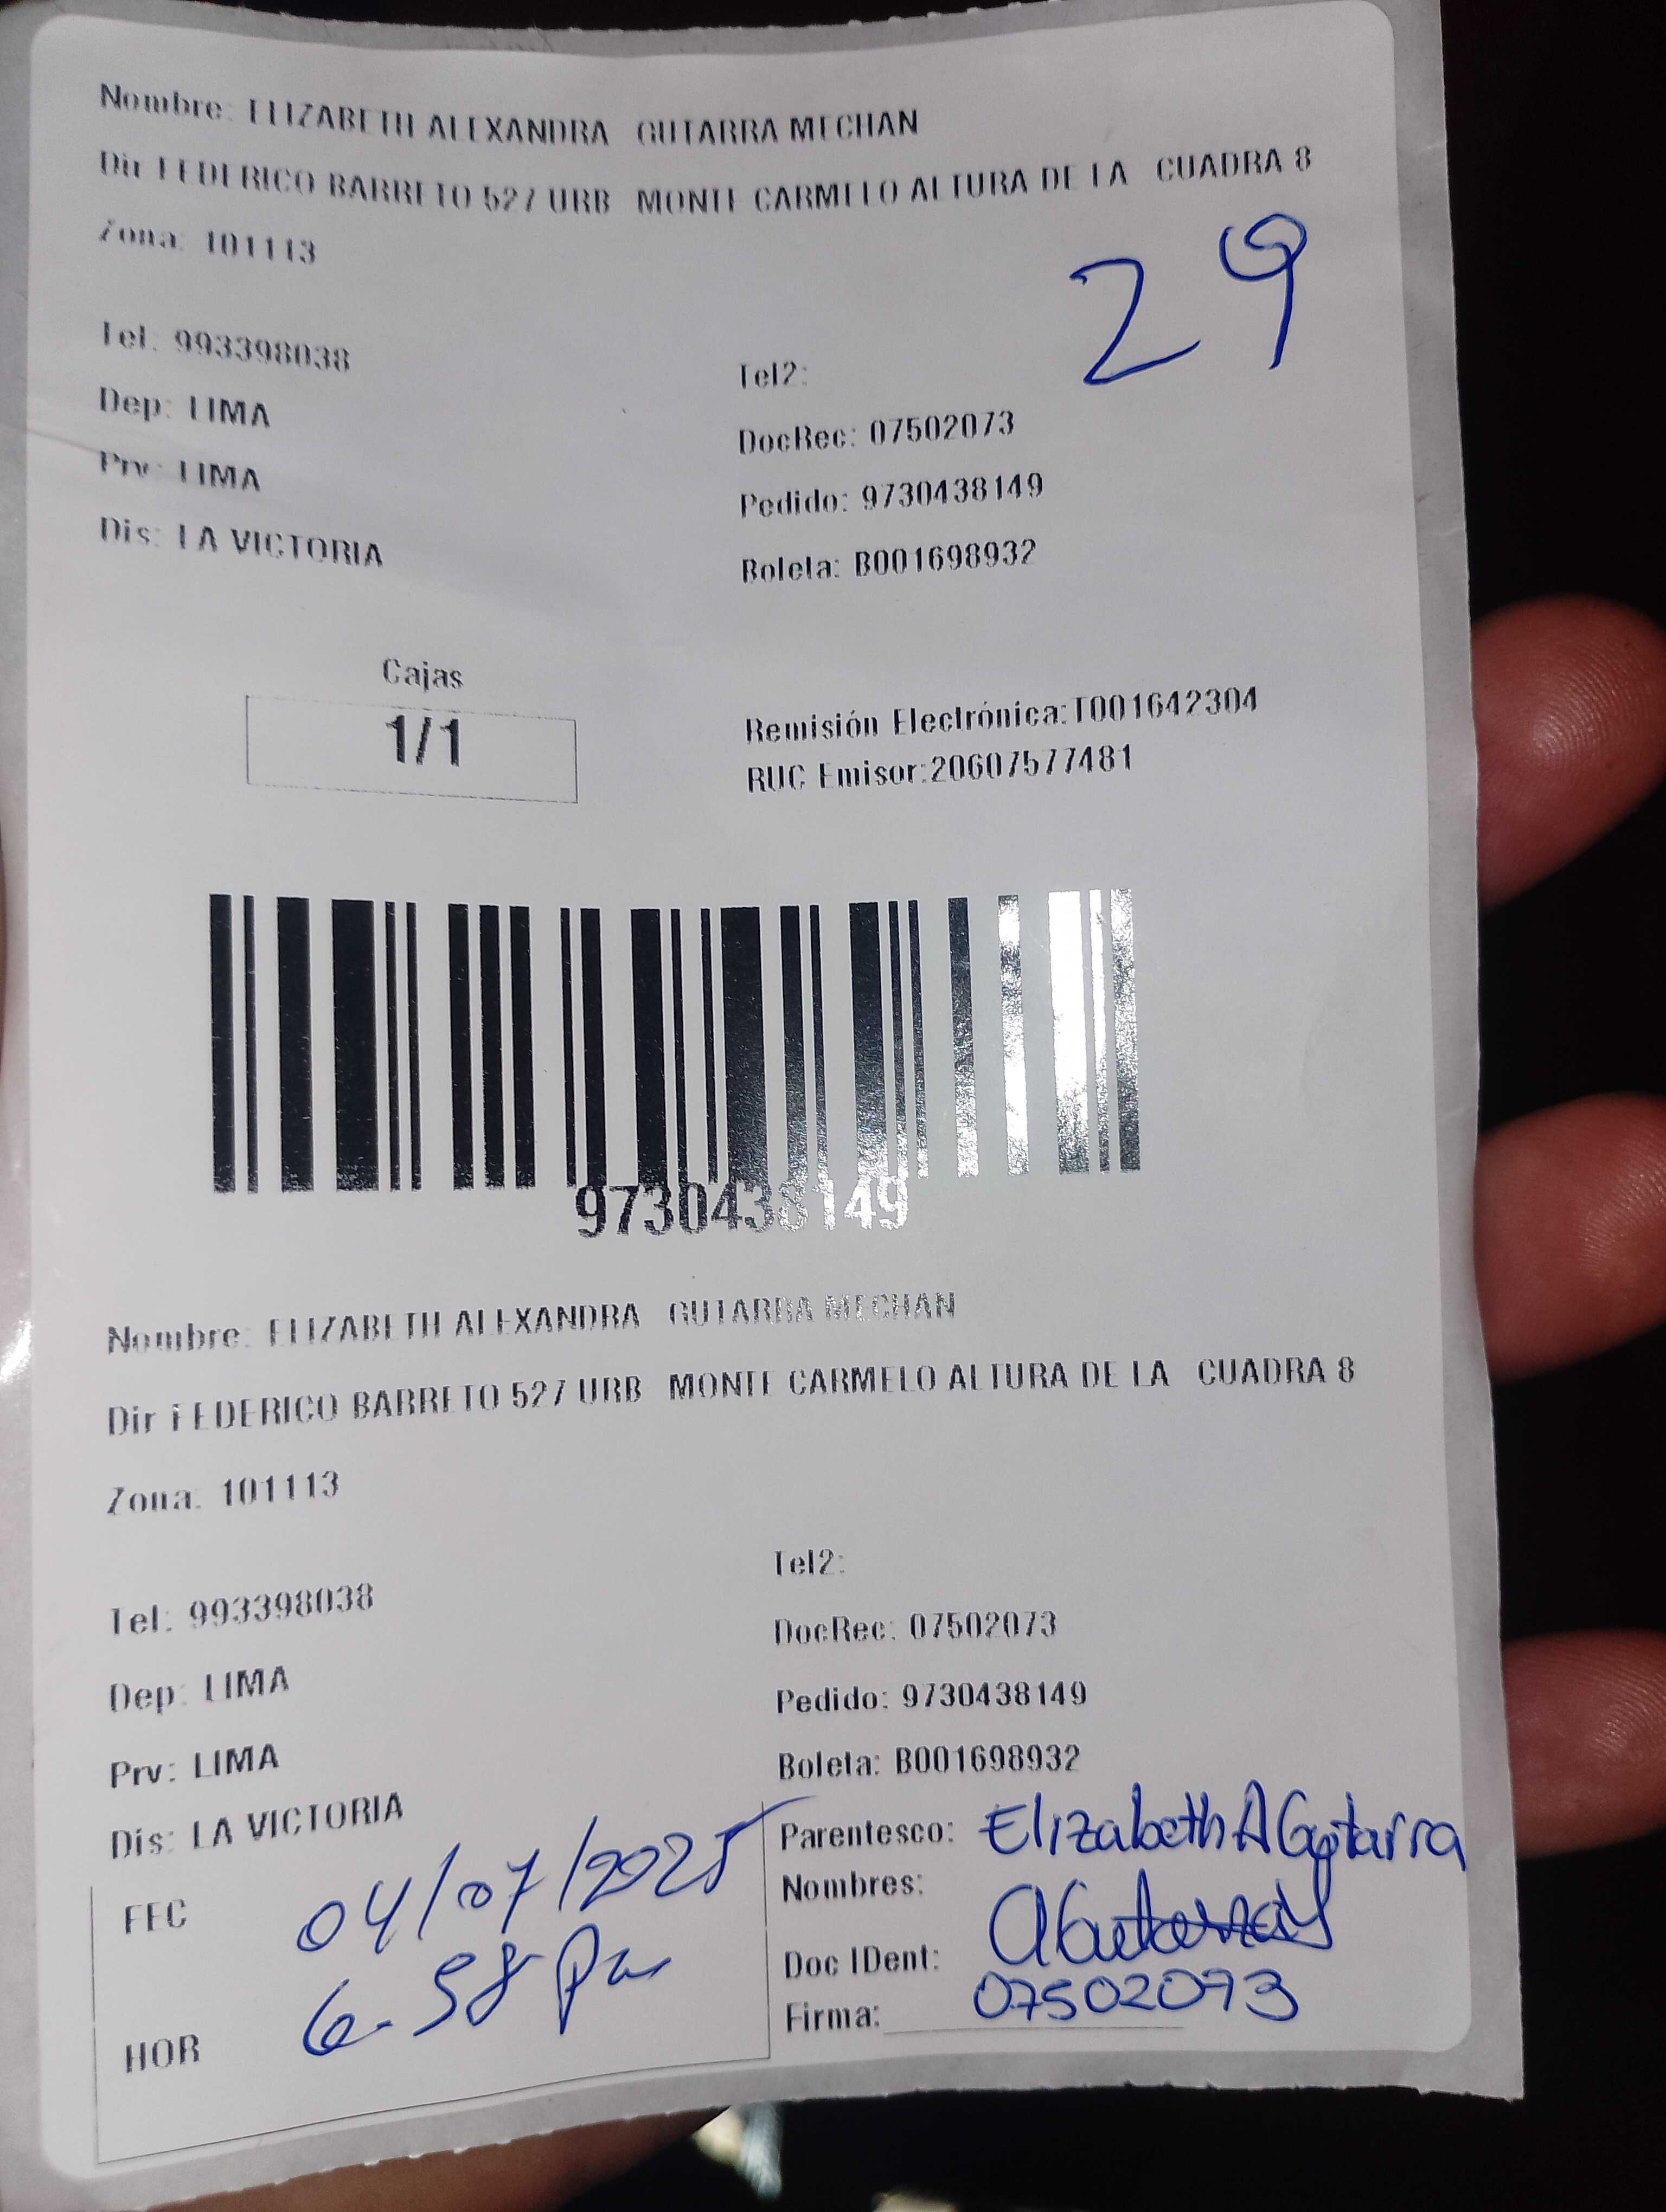 Nombre: ELIZABETH ALEXANDRA GUTARRA MECHAN
Dir FEDERICO BARRETO 527 URB MONTE CARMELO ALTURA DE LA CUADRA 8
Zona: 101113
29
Tel: 993398038
Tel2:
Dep: LIMA
DocRec: 07502073
Prv: LIMA
Pedido: 9730438149
Dis: LA VICTORIA
Boleta: B001698932
Cajas
1/1
Remisión Electrónica:T001642304
RUC Emisor:20607577481
9730438149
Nombre: ELIZABETH ALEXANDRA GUTARRA MECHAN
Dir FEDERICO BARRETO 527 URB MONTE CARMELO ALTURA DE LA CUADRA 8
Zona: 101113
Tel2:
Tel: 993398038
DocRec: 07502073
Dep: LIMA
Pedido: 9730438149
Prv: LIMA
Boleta: B001698932
Dis: LA VICTORIA
Parentesco: Elizabeth A Gutarra
Nombres:
FEC 04/07/2025
Doc IDent:
6.58 Pm
Firma: 07502073
HOR